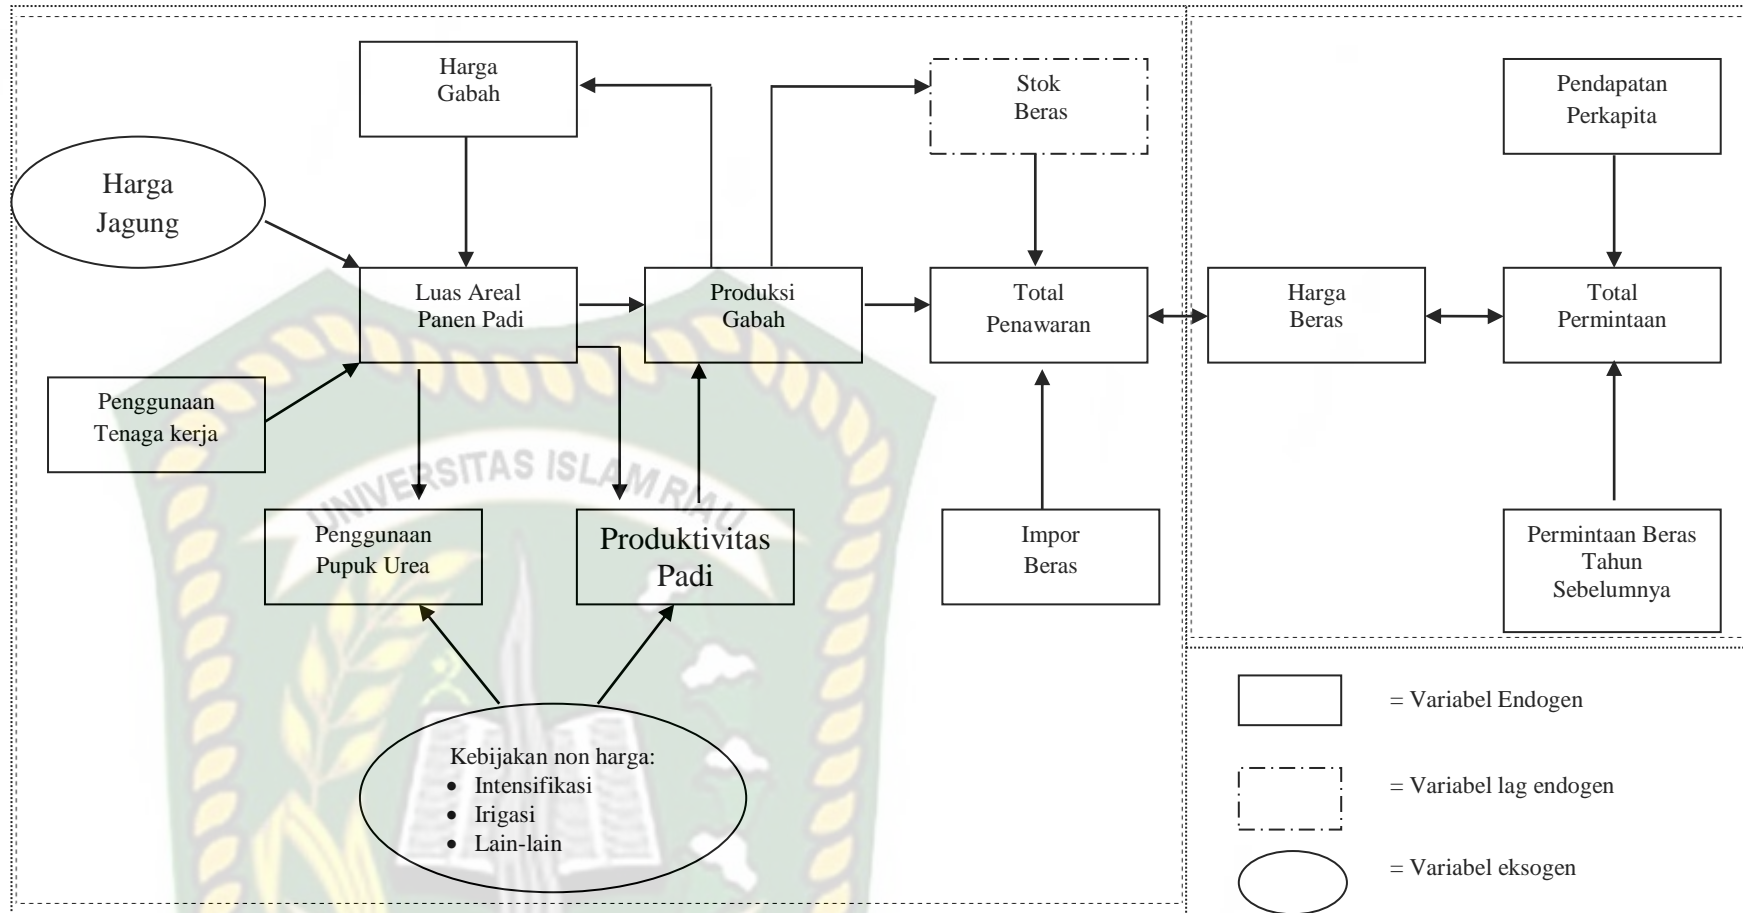 Harga
Gabah
Stok
Beras
Pendapatan
Perkapita
Harga
Jagung
Luas Areal
Panen Padi
Produksi
Gabah
Total
Penawaran
Harga
Beras
Total
Permintaan
Penggunaan
Tenaga kerja
UNIVERSITAS ISLAM RIAU
Penggunaan
Pupuk Urea
Produktivitas
Padi
Impor
Beras
Permintaan Beras
Tahun
Sebelumnya
Kebijakan non harga:
• Intensifikasi
• Irigasi
• Lain-lain
= Variabel Endogen
= Variabel lag endogen
= Variabel eksogen